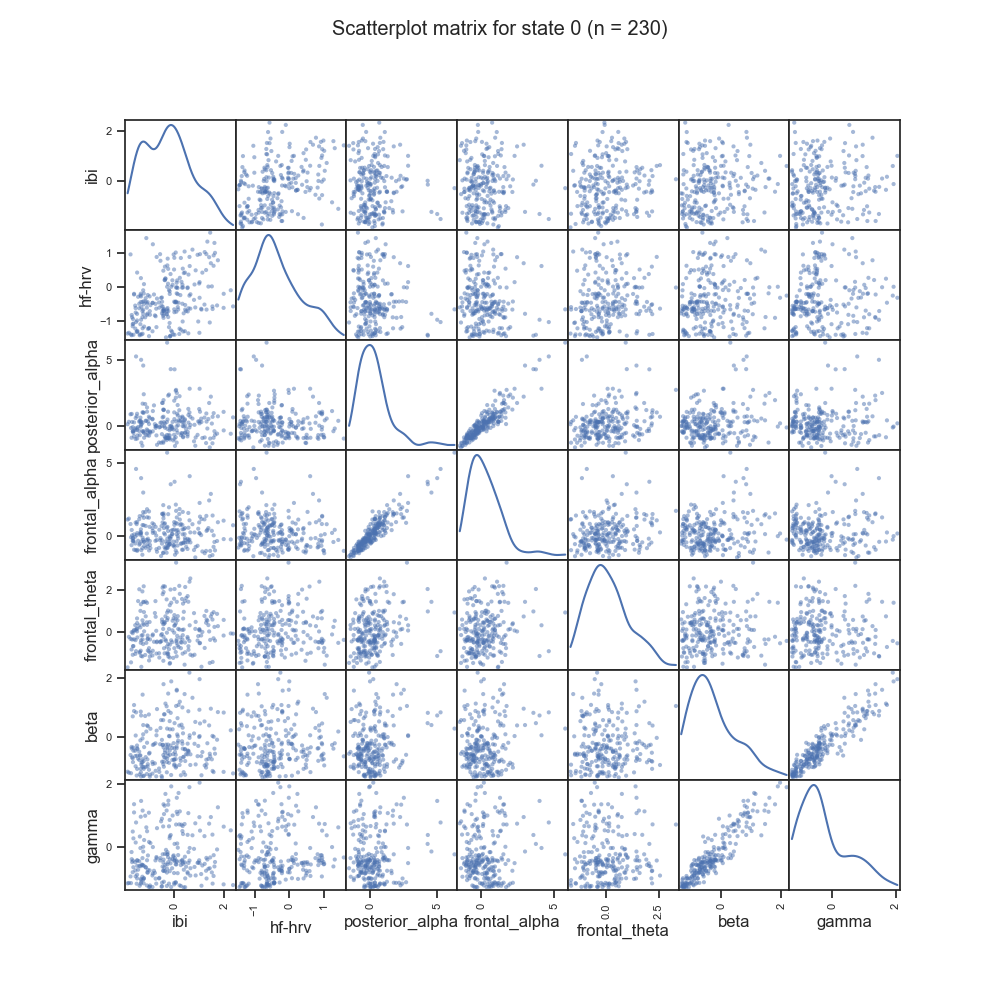 Scatterplot matrix for state 0 (n = 230)
ibi
2
0
hf-hrv
1
0
−1
posterior_alpha
5
0
frontal_alpha
5
0
frontal_theta
2
0
beta
2
0
gamma
2
0
0 2
−1 0 1
0 5
0 5
0.0 2.5
0 2
0 2
ibi hf-hrv posterior_alpha frontal_alpha frontal_theta beta gamma